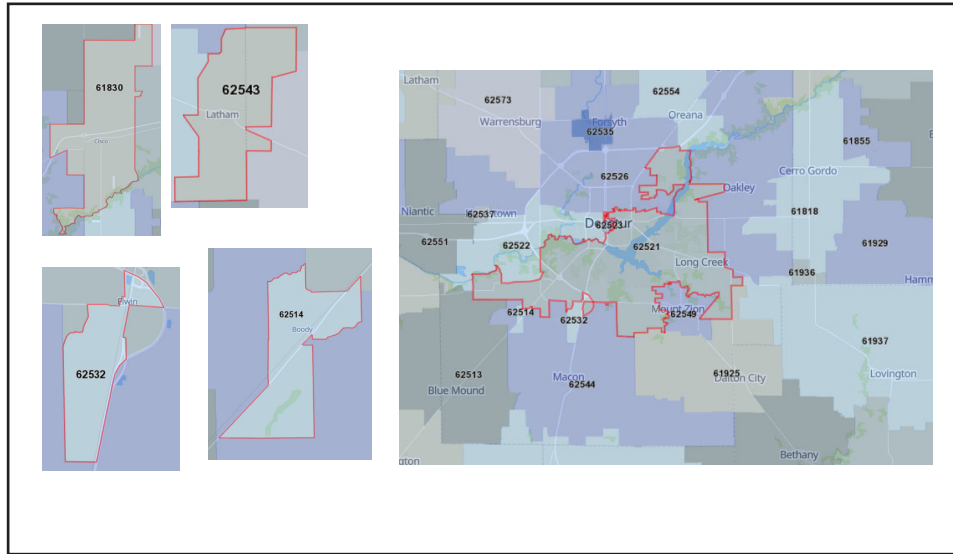 61830
Cisco
62543
Latham
Elwin
62532
62514
Boody
Latham
62573
Warrensburg
62554
Oreana
Forsyth
62535
61855
Cerro Gordo
62526
Oakley
Niantic
62537
61818
62523
62551
62522
62521
61929
Long Creek
61936
Hamm
62514
62532
Mount Zion
62549
61937
62513
Macon
62544
61925
Dalton City
Lovington
Blue Mound
Bethany
ngton